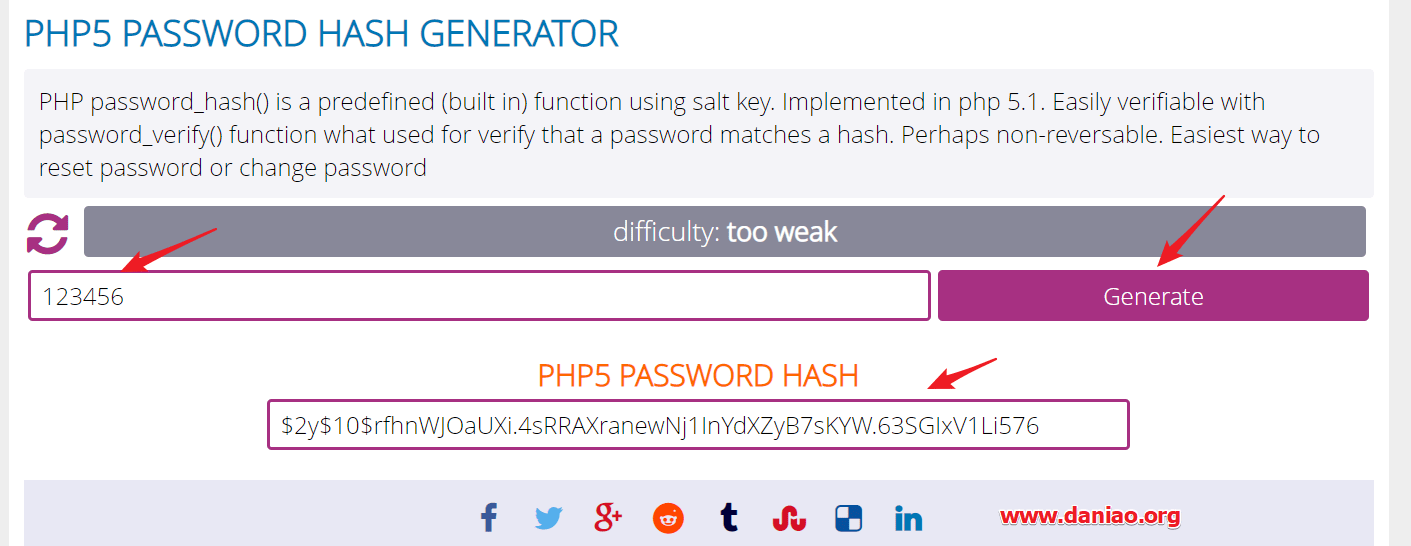 PHP5 PASSWORD HASH GENERATOR
PHP password_hash() is a predefined (built in) function using salt key. Implemented in php 5.1. Easily verifiable with
password_verify() function what used for verify that a password matches a hash. Perhaps non-reversable. Easiest way to
reset password or change password
difficulty: too weak
123456
Generate
PHP5 PASSWORD HASH
$2y$10$rfhnWJOaUXi.4sRRAXranewNj1InYdXZyB7sKYW.63SGIxV1Li576
www.daniao.org